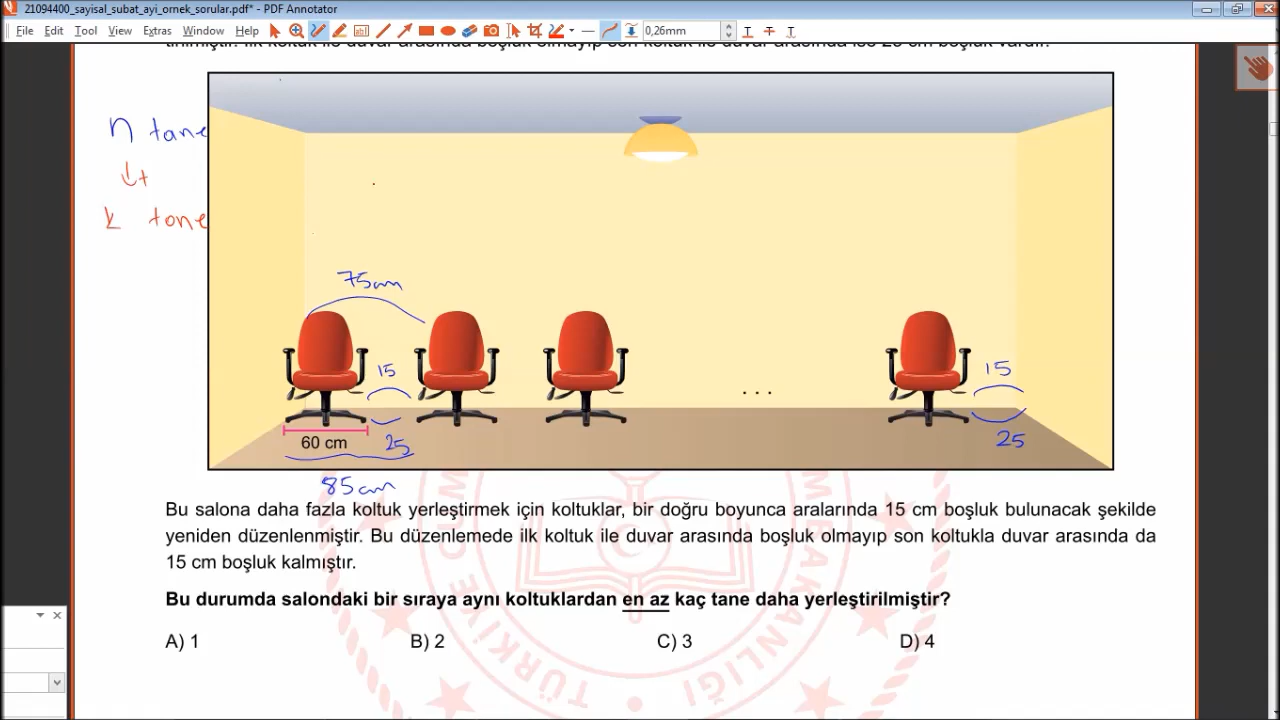 21094400_sayisal_subat_ayi_ornek_sorular.pdf* - PDF Annotator
File Edit Tool View Extras Window Help 0,26mm
n tane
+
k tane
75cm
15
15
60 cm
25
25
85cm
...
Bu salona daha fazla koltuk yerleştirmek için koltuklar, bir doğru boyunca aralarında 15 cm boşluk bulunacak şekilde
yeniden düzenlenmiştir. Bu düzenlemede ilk koltuk ile duvar arasında boşluk olmayıp son koltukla duvar arasında da
15 cm boşluk kalmıştır.
Bu durumda salondaki bir sıraya aynı koltuklardan en az kaç tane daha yerleştirilmiştir?
A) 1 B) 2 C) 3 D) 4